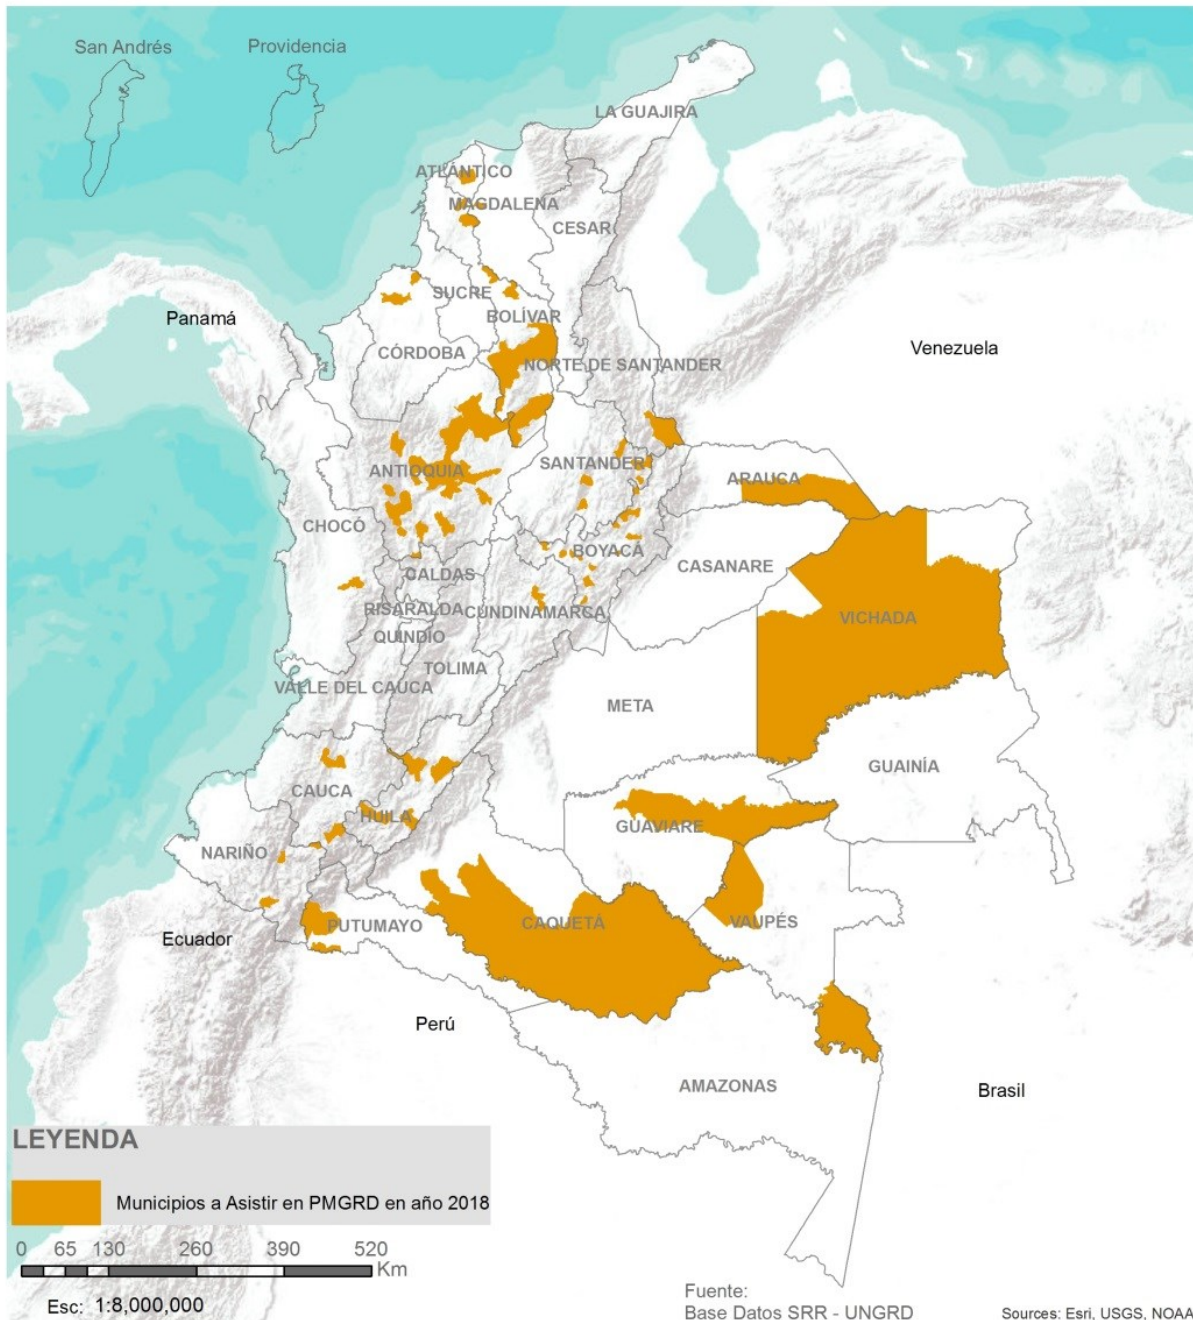 San Andrés
Providencia
LA GUAJIRA
ATLÁNTICO
MAGDALENA
CESAR
SUCRE
BOLÍVAR
Panamá
CÓRDOBA
NORTE DE SANTANDER
Venezuela
ANTIOQUIA
SANTANDER
ARAUCA
CHOCÓ
BOYACÁ
CASANARE
CALDAS
RISARALDA
CUNDINAMARCA
VICHADA
QUINDÍO
TOLIMA
VALLE DEL CAUCA
META
GUAINÍA
CAUCA
HUILA
GUAVIARE
NARIÑO
PUTUMAYO
CAQUETÁ
VAUPÉS
Ecuador
Perú
AMAZONAS
Brasil
LEYENDA
Municipios a Asistir en PMGRD en año 2018
0 65 130 260 390 520
Km
Esc: 1:8,000,000
Fuente:
Base Datos SRR - UNGRD
Sources: Esri, USGS, NOAA